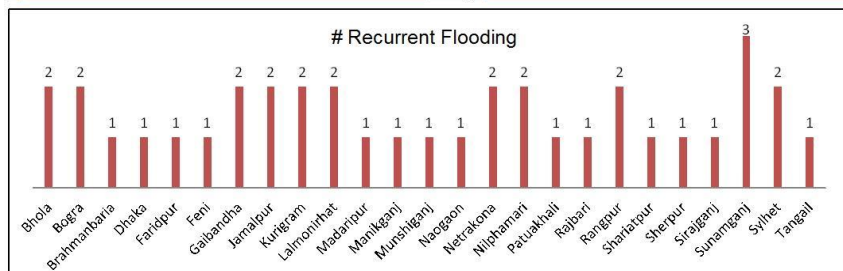 # Recurrent Flooding
3
2 2 2 2 2 2 2 2 2 2
1 1 1 1 1 1 1 1 1 1 1 1 1 1
Bhola
Bogra
Brahmanbaria
Dhaka
Faridpur
Feni
Gaibandha
Jamalpur
Kurigram
Lalmonirhat
Madaripur
Manikganj
Munshiganj
Naogaon
Netrakona
Nilphamari
Patuakhali
Rajbari
Rangpur
Shariatpur
Sherpur
Sirajganj
Sunamganj
Sylhet
Tangail